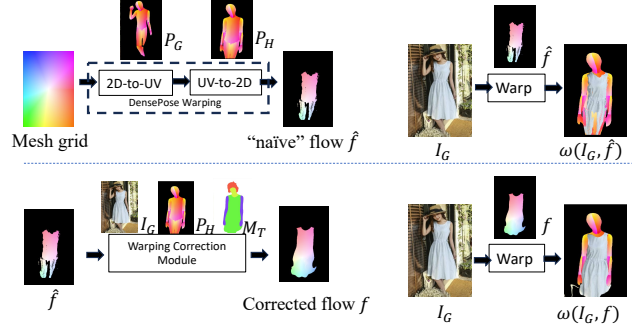 P_G
P_H
2D-to-UV
UV-to-2D
DensePose Warping
Mesh grid
“naïve” flow f̂
f̂
Warp
I_G
ω(I_G, f̂)
I_G
P_H
M_T
Warping Correction
Module
f̂
Corrected flow f
f
Warp
I_G
ω(I_G, f)